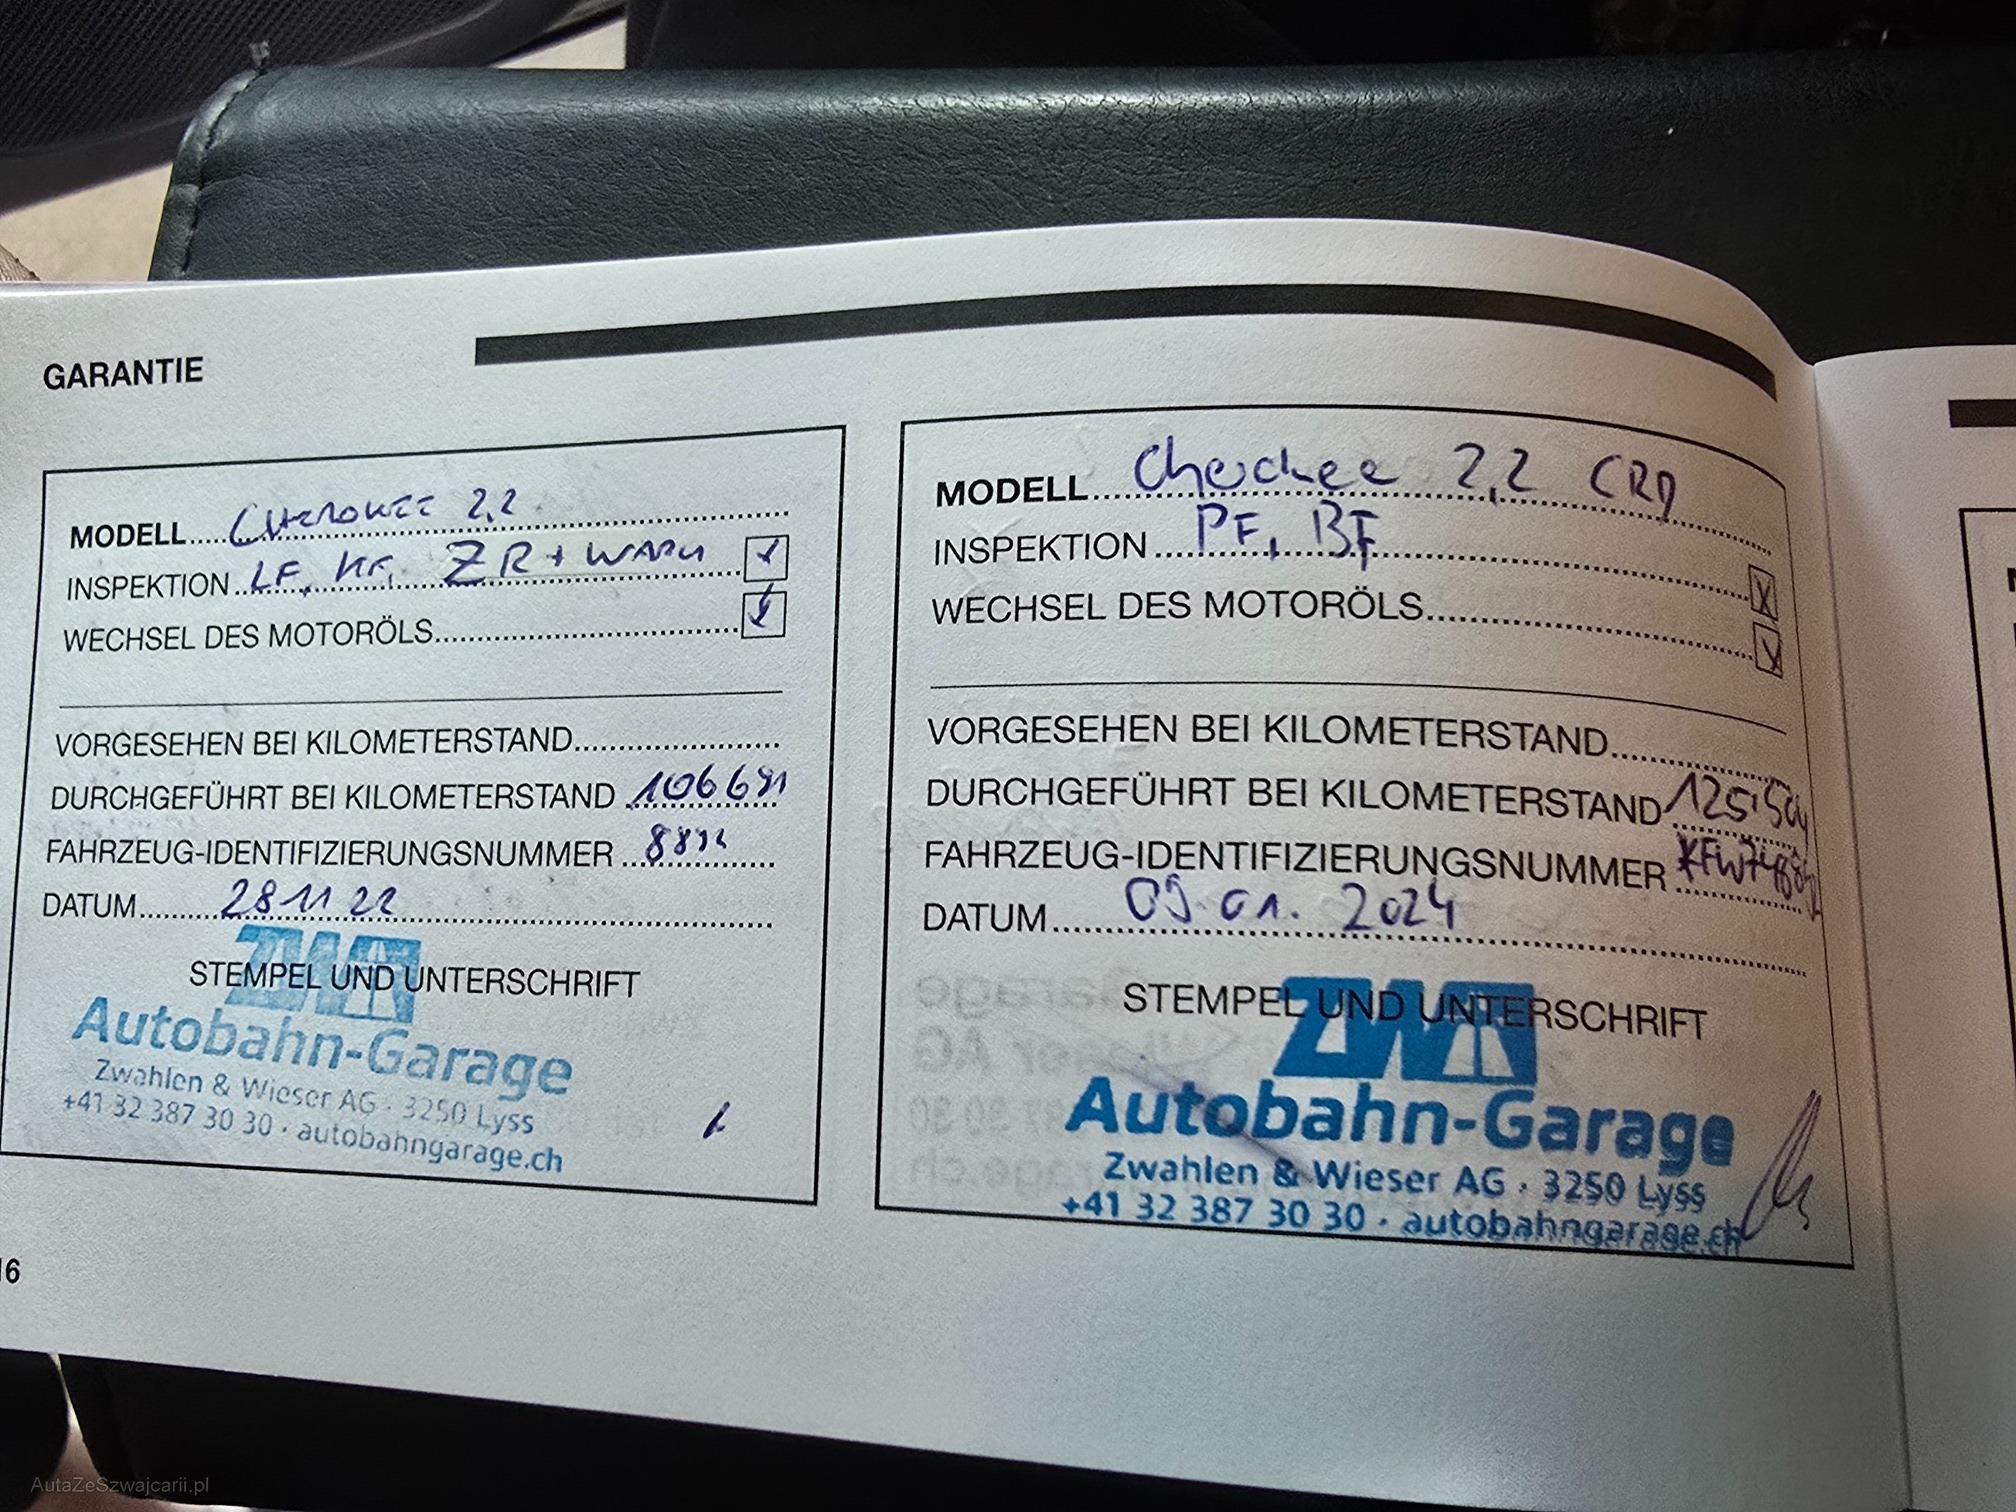 GARANTIE
MODELL CHEROKEE 2,2
INSPEKTION LF, KF, ZR + WAPU
WECHSEL DES MOTORÖLS
VORGESEHEN BEI KILOMETERSTAND
DURCHGEFÜHRT BEI KILOMETERSTAND 106691
FAHRZEUG-IDENTIFIZIERUNGSNUMMER
DATUM 28 11 22
STEMPEL UND UNTERSCHRIFT
Autobahn-Garage
Zwahlen & Wieser AG · 3250 Lyss
+41 32 387 30 30 · autobahngarage.ch
MODELL Cherokee 2,2 CRD
INSPEKTION PF, BF
WECHSEL DES MOTORÖLS
VORGESEHEN BEI KILOMETERSTAND
DURCHGEFÜHRT BEI KILOMETERSTAND
FAHRZEUG-IDENTIFIZIERUNGSNUMMER
DATUM 09.01.2024
STEMPEL UND UNTERSCHRIFT
Autobahn-Garage
Zwahlen & Wieser AG · 3250 Lyss
+41 32 387 30 30 · autobahngarage.ch
16
AutaZeSzwajcarii.pl